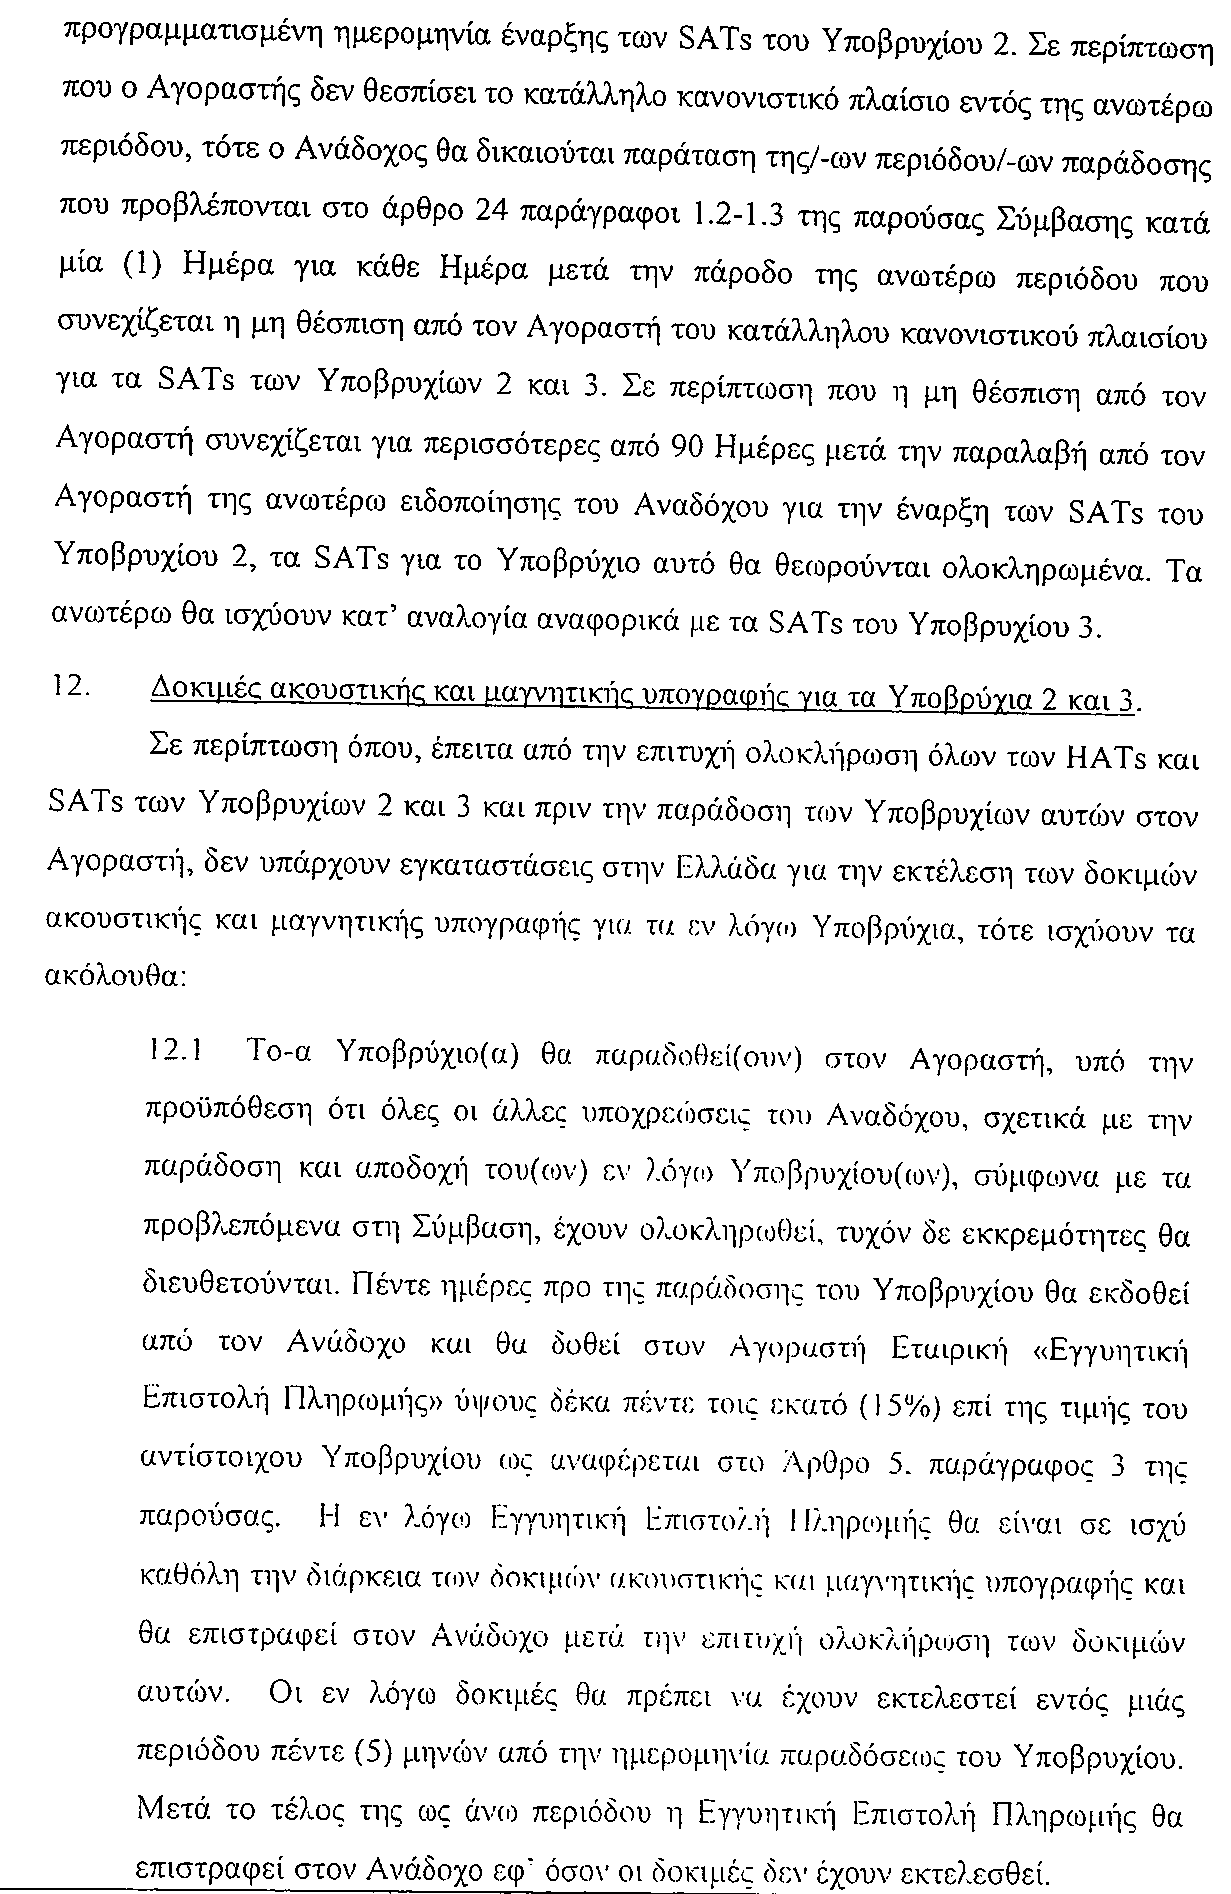 προγραμματισμένη ημερομηνία έναρξης των SATs του Υποβρυχίου 2. Σε περίπτωση
που ο Αγοραστής δεν θεσπίσει το κατάλληλο κανονιστικό πλαίσιο εντός της ανωτέρω
περιόδου, τότε ο Ανάδοχος θα δικαιούται παράταση της/-ων περιόδου/-ων παράδοσης
που προβλέπονται στο άρθρο 24 παράγραφοι 1.2-1.3 της παρούσας Σύμβασης κατά
μία (1) Ημέρα για κάθε Ημέρα μετά την πάροδο της ανωτέρω περιόδου που
συνεχίζεται η μη θέσπιση από τον Αγοραστή του κατάλληλου κανονιστικού πλαισίου
για τα SATs των Υποβρυχίων 2 και 3. Σε περίπτωση που η μη θέσπιση από τον
Αγοραστή συνεχίζεται για περισσότερες από 90 Ημέρες μετά την παραλαβή από τον
Αγοραστή της ανωτέρω ειδοποίησης του Αναδόχου για την έναρξη των SATs του
Υποβρυχίου 2, τα SATs για το Υποβρύχιο αυτό θα θεωρούνται ολοκληρωμένα. Τα
ανωτέρω θα ισχύουν κατ’ αναλογία αναφορικά με τα SATs του Υποβρυχίου 3.
12. Δοκιμές ακουστικής και μαγνητικής υπογραφής για τα Υποβρύχια 2 και 3.
Σε περίπτωση όπου, έπειτα από την επιτυχή ολοκλήρωση όλων των HATs και
SATs των Υποβρυχίων 2 και 3 και πριν την παράδοση των Υποβρυχίων αυτών στον
Αγοραστή, δεν υπάρχουν εγκαταστάσεις στην Ελλάδα για την εκτέλεση των δοκιμών
ακουστικής και μαγνητικής υπογραφής για τα εν λόγω Υποβρύχια, τότε ισχύουν τα
ακόλουθα:
12.1 Το-α Υποβρύχιο(α) θα παραδοθεί(ουν) στον Αγοραστή, υπό την
προϋπόθεση ότι όλες οι άλλες υποχρεώσεις του Αναδόχου, σχετικά με την
παράδοση και αποδοχή του(ων) εν λόγω Υποβρυχίου(ων), σύμφωνα με τα
προβλεπόμενα στη Σύμβαση, έχουν ολοκληρωθεί, τυχόν δε εκκρεμότητες θα
διευθετούνται. Πέντε ημέρες προ της παράδοσης του Υποβρυχίου θα εκδοθεί
από τον Ανάδοχο και θα δοθεί στον Αγοραστή Εταιρική «Εγγυητική
Επιστολή Πληρωμής» ύψους δέκα πέντε τοις εκατό (15%) επί της τιμής του
αντίστοιχου Υποβρυχίου ως αναφέρεται στο Άρθρο 5. παράγραφος 3 της
παρούσας. Η εν λόγω Εγγυητική Επιστολή Πληρωμής θα είναι σε ισχύ
καθόλη την διάρκεια των δοκιμών ακουστικής και μαγνητικής υπογραφής και
θα επιστραφεί στον Ανάδοχο μετά την επιτυχή ολοκλήρωση των δοκιμών
αυτών. Οι εν λόγω δοκιμές θα πρέπει να έχουν εκτελεστεί εντός μιάς
περιόδου πέντε (5) μηνών από την ημερομηνία παραδόσεως του Υποβρυχίου.
Μετά το τέλος της ως άνω περιόδου η Εγγυητική Επιστολή Πληρωμής θα
επιστραφεί στον Ανάδοχο εφ' όσον οι δοκιμές δεν έχουν εκτελεσθεί.